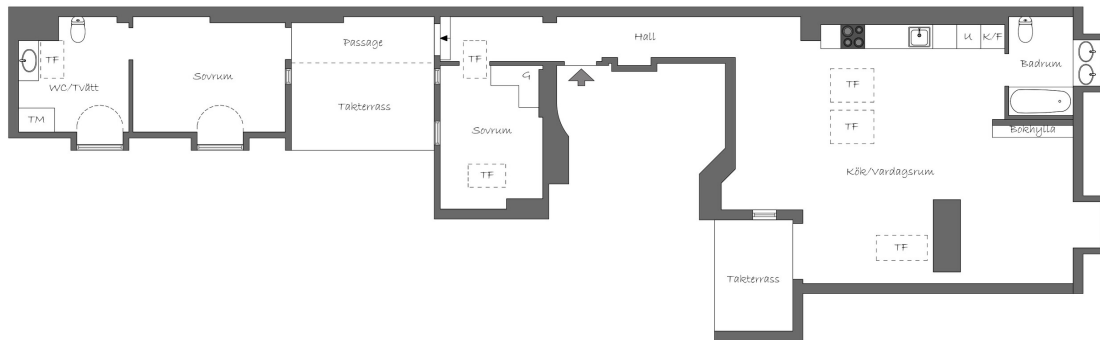 TF
WC/Tvätt
TM
Sovrum
Passage
Takterrass
TF
G
Sovrum
TF
Hall
U
K/F
Badrum
TF
TF
Bokhylla
Kök/Vardagsrum
TF
Takterrass